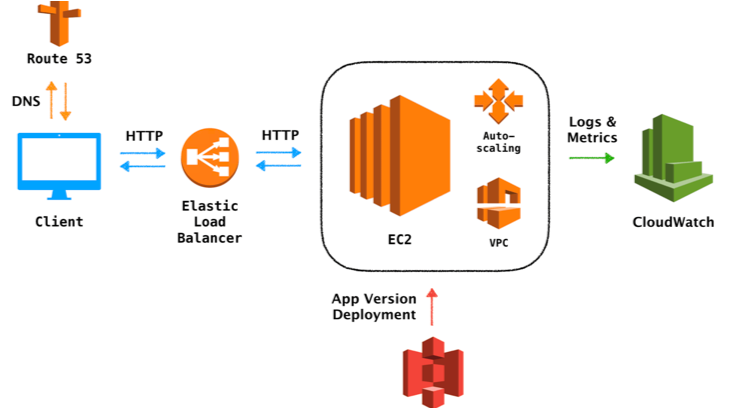 Route 53
DNS
HTTP
HTTP
Client
Elastic
Load
Balancer
EC2
Auto-
scaling
VPC
Logs &
Metrics
CloudWatch
App Version
Deployment